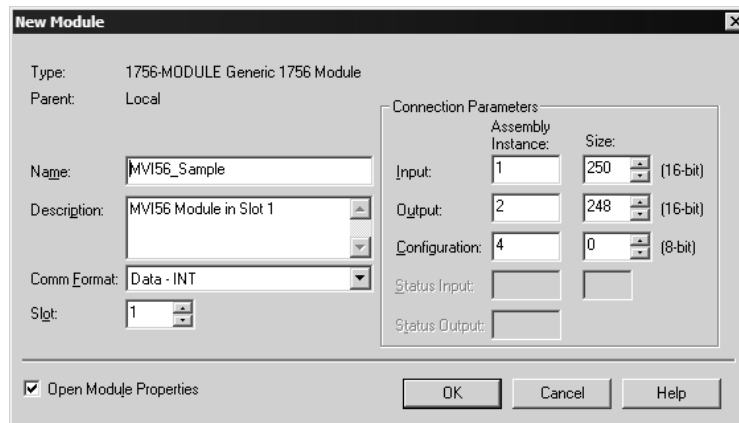 New Module
Type: 1756-MODULE Generic 1756 Module
Parent: Local
Connection Parameters
Assembly Instance: Size:
Name: MVI56_Sample
Input: 1 250 (16-bit)
Description: MVI56 Module in Slot 1
Output: 2 248 (16-bit)
Configuration: 4 0 (8-bit)
Comm Format: Data - INT
Status Input:
Slot: 1
Status Output:
Open Module Properties
OK Cancel Help